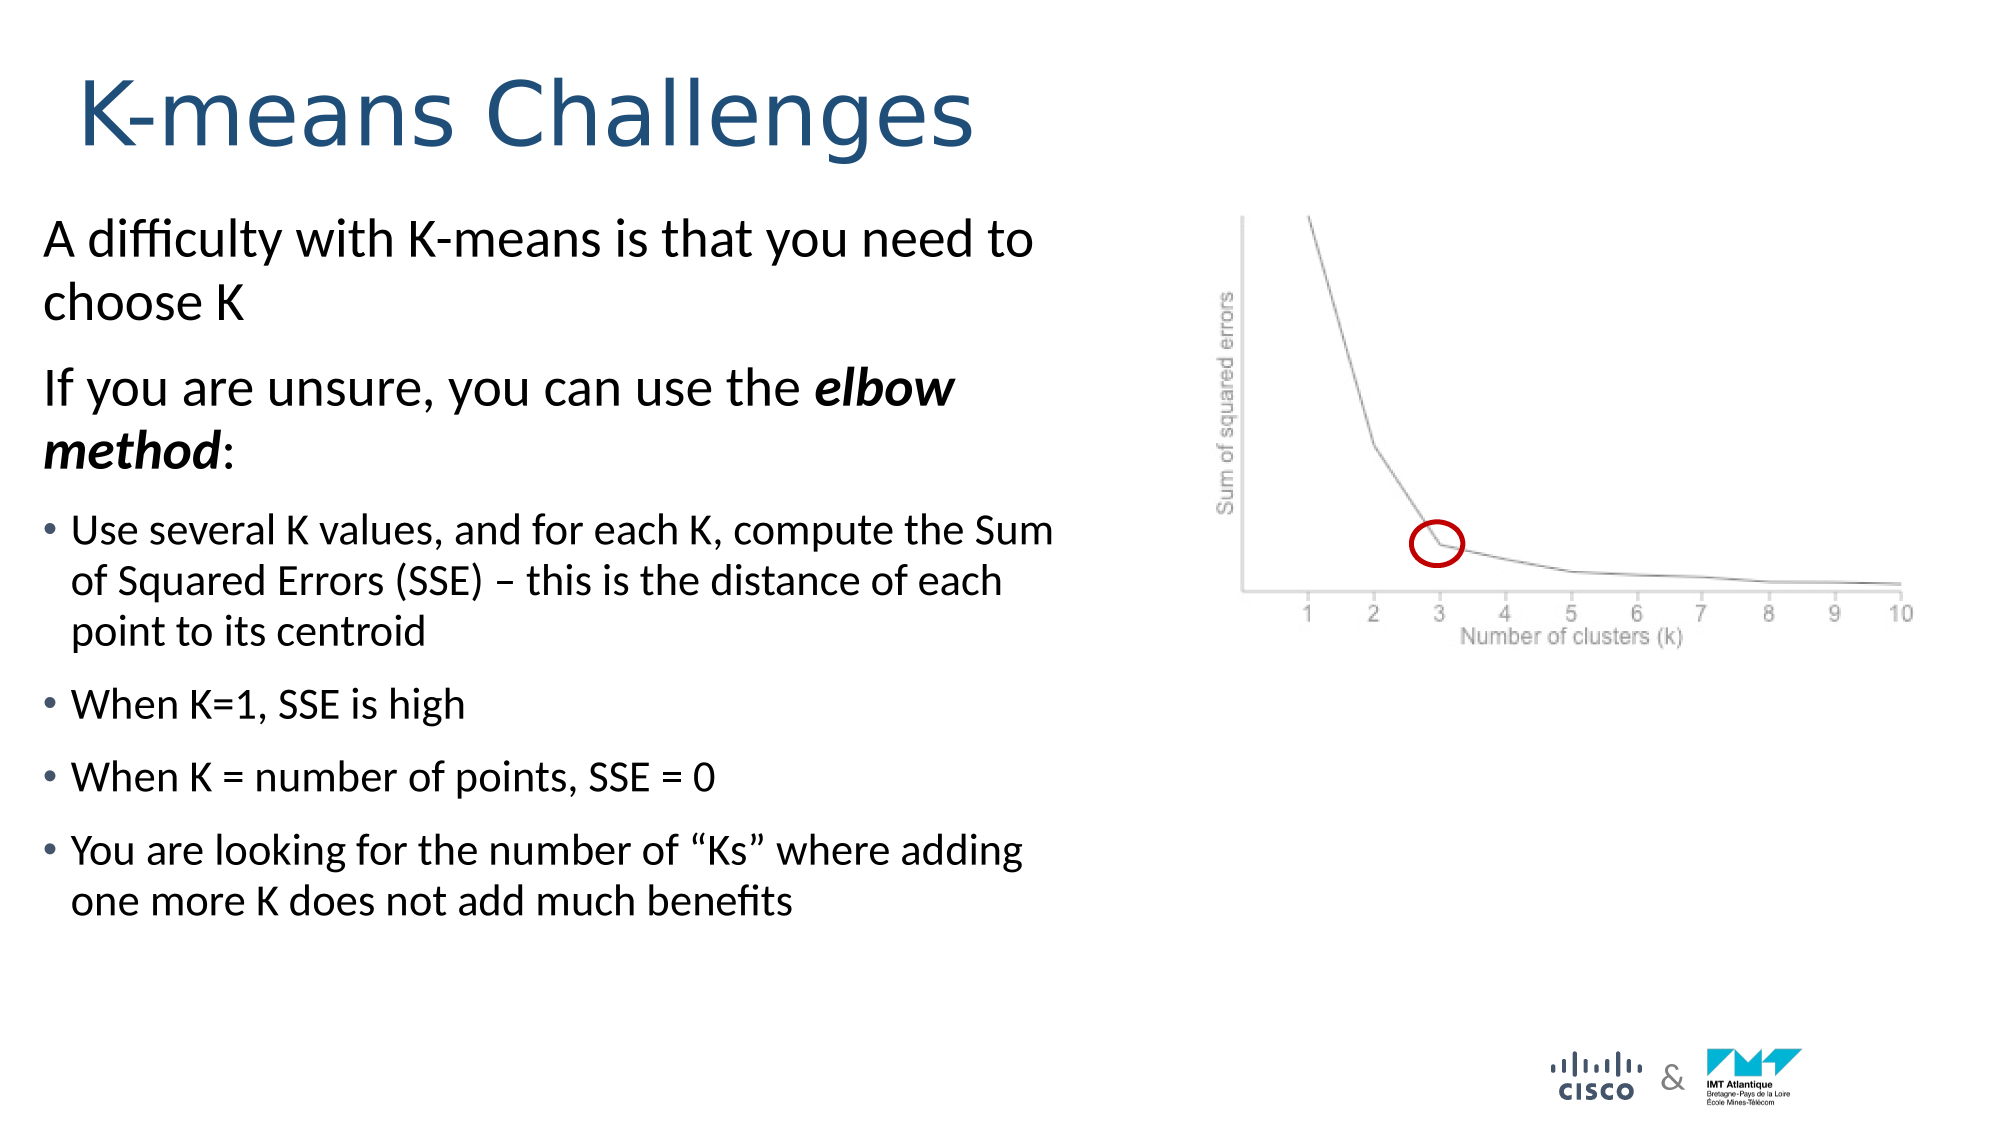 K-means Challenges
A difficulty with K-means is that you need to
choose K
If you are unsure, you can use the elbow
method:
• Use several K values, and for each K, compute the Sum
of Squared Errors (SSE) – this is the distance of each
point to its centroid
• When K=1, SSE is high
• When K = number of points, SSE = 0
• You are looking for the number of “Ks” where adding
one more K does not add much benefits
Sum of squared errors
1 2 3 4 5 6 7 8 9 10
Number of clusters (k)
CISCO & IMT Atlantique
Bretagne-Pays de la Loire
École Mines-Télécom